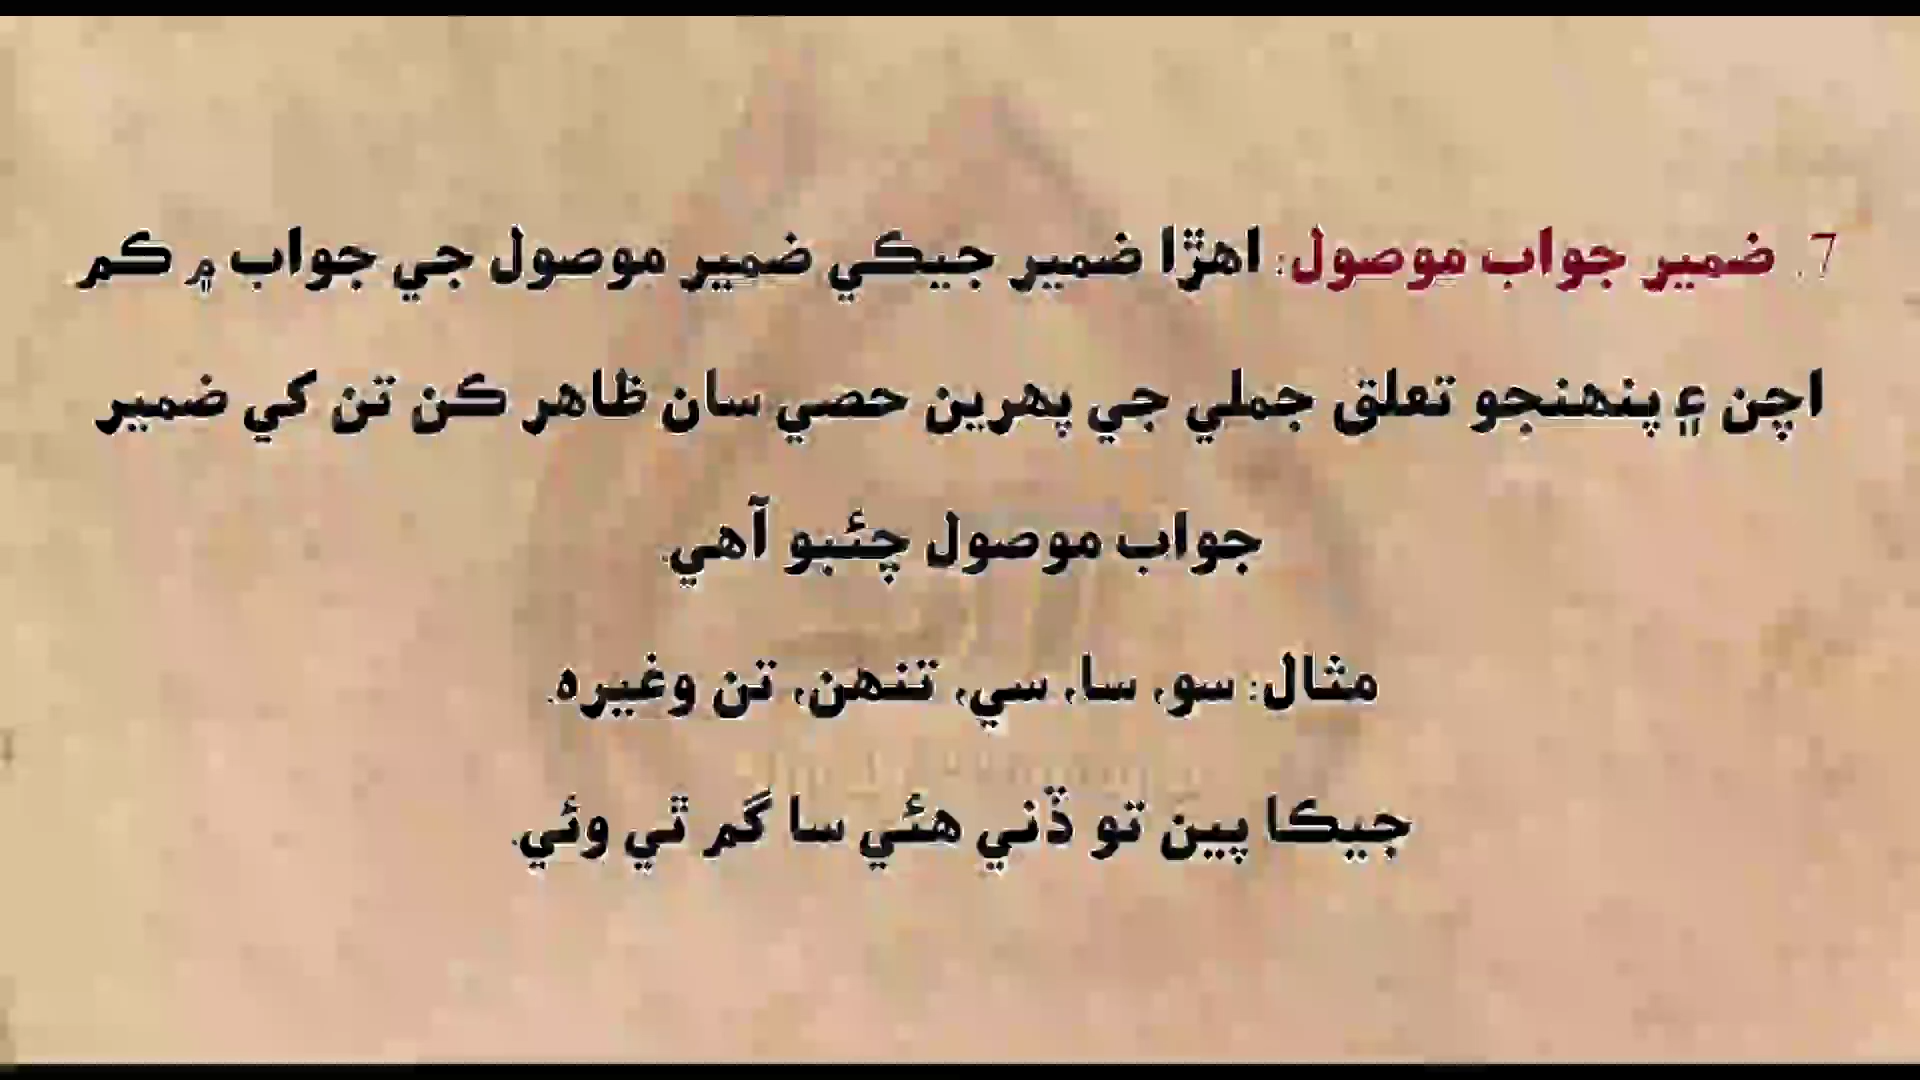 7. ضمير جواب موصول: اهڙا ضمير جيڪي ضمير موصول جي جواب ۾ ڪم
اچن ۽ پنهنجو تعلق جملي جي پهرين حصي سان ظاهر ڪن تن کي ضمير
جواب موصول چئبو آهي.
مثال: سو، سا، سي، تنهن، تن وغيره.
جيڪا پين تو ڏني هئي سا گم ٿي وئي.